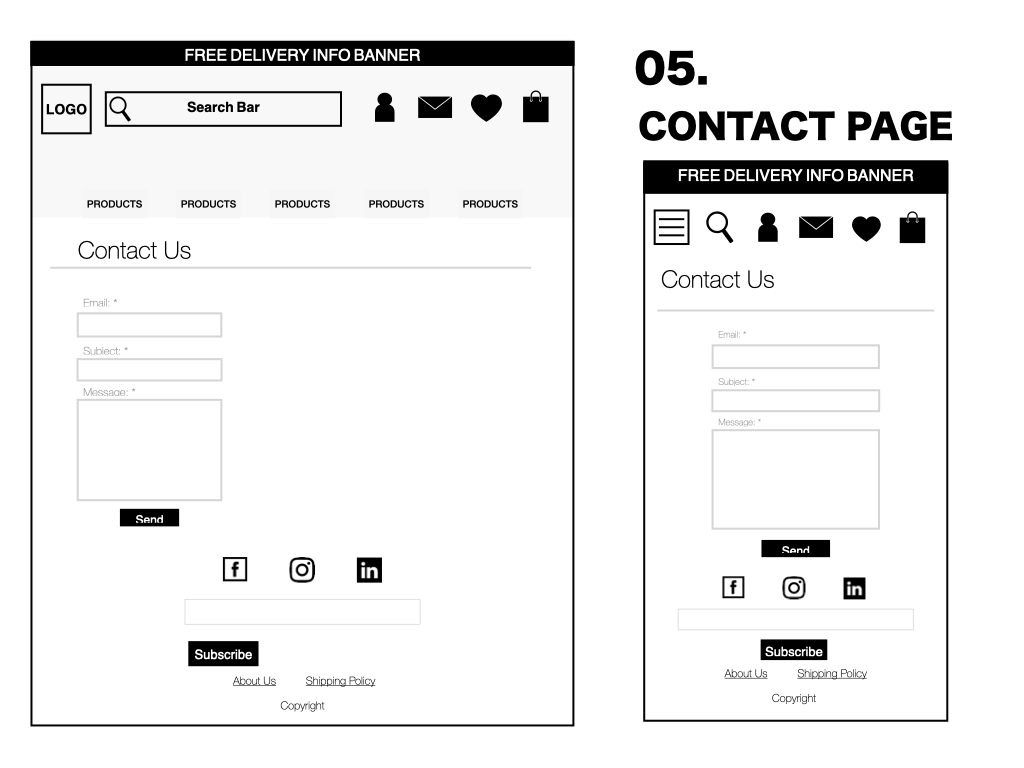 FREE DELIVERY INFO BANNER
LOGO
Search Bar
PRODUCTS PRODUCTS PRODUCTS PRODUCTS PRODUCTS
Contact Us
Email: *
Subject: *
Message: *
Send
f
in
Subscribe
About Us Shipping Policy
Copyright
05.
CONTACT PAGE
FREE DELIVERY INFO BANNER
Contact Us
Email: *
Subject: *
Message: *
Send
f
in
Subscribe
About Us Shipping Policy
Copyright